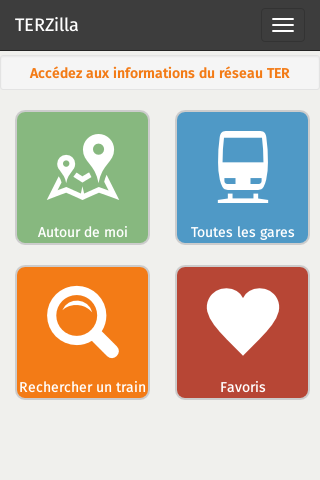 TERZilla
Accédez aux informations du réseau TER
Autour de moi
Toutes les gares
Rechercher un train
Favoris